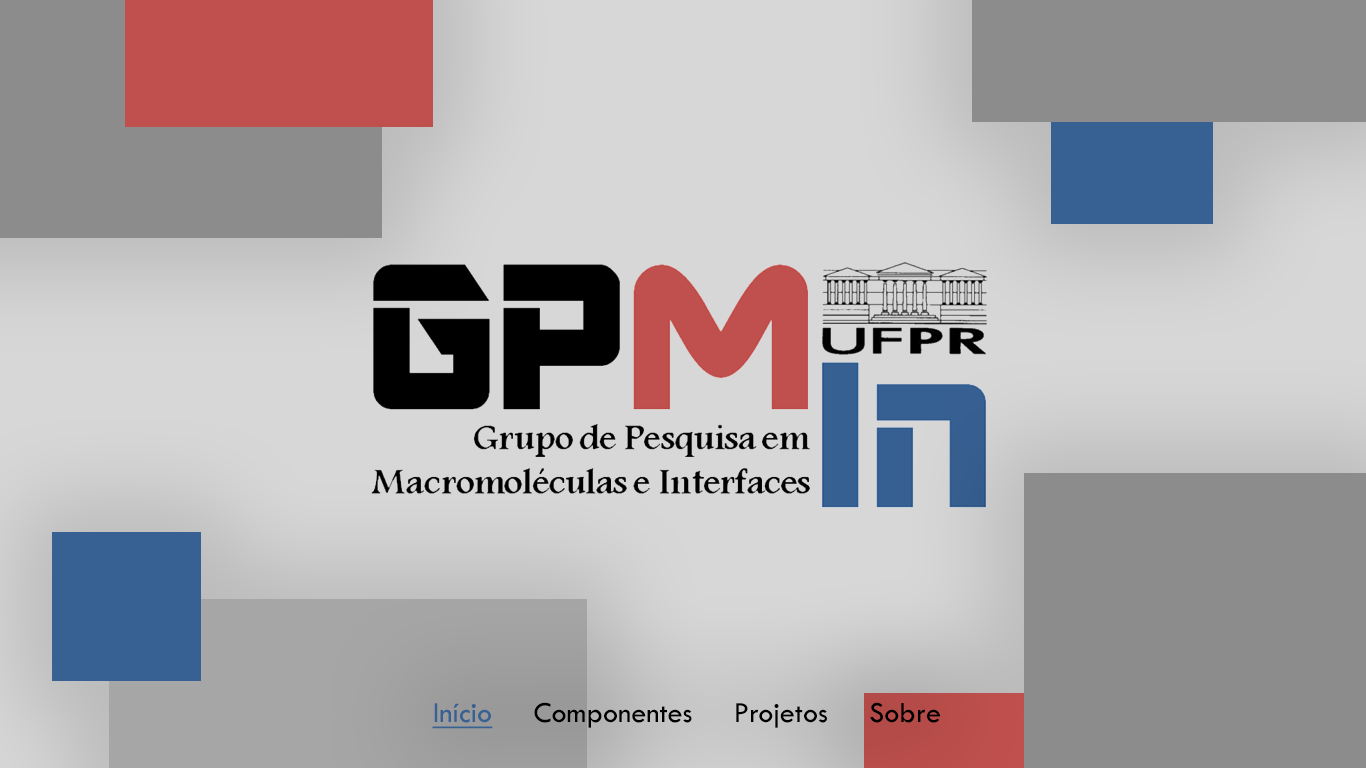 GPM
UFPR
In
Grupo de Pesquisa em
Macromoléculas e Interfaces
Início Componentes Projetos Sobre